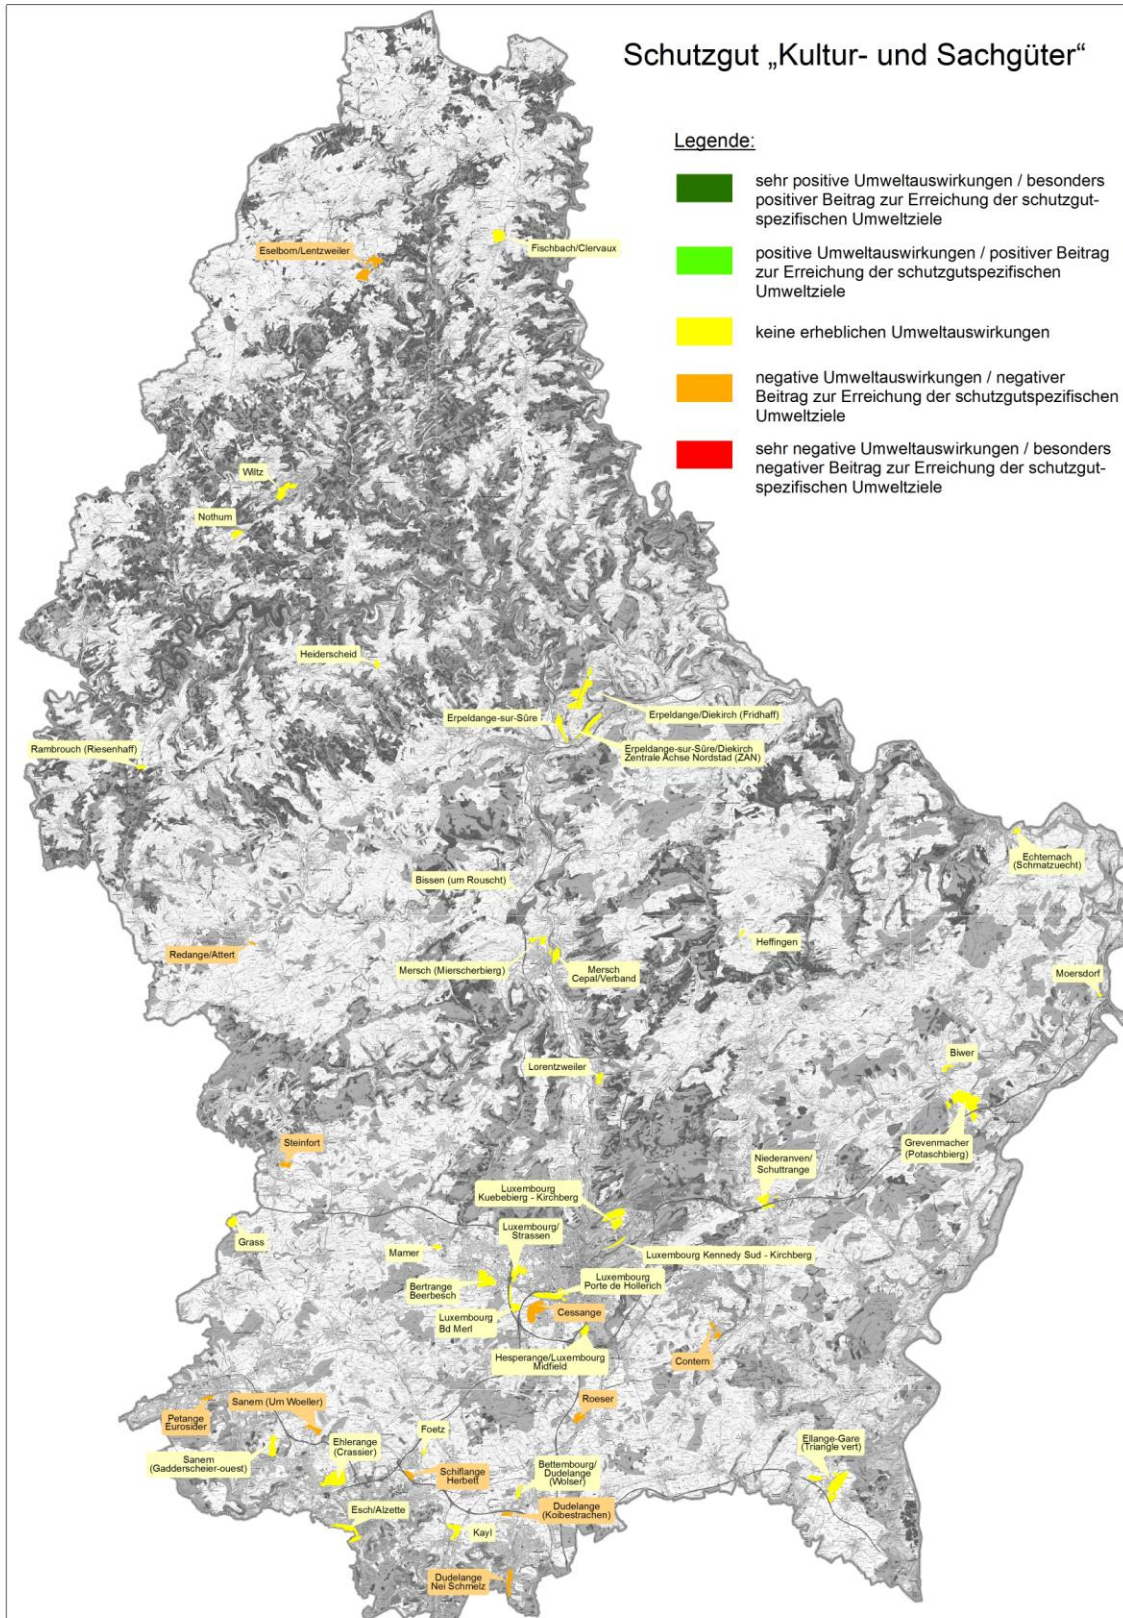 Schutzgut „Kultur- und Sachgüter“
Legende:
sehr positive Umweltauswirkungen / besonders
positiver Beitrag zur Erreichung der schutzgut-
spezifischen Umweltziele
positive Umweltauswirkungen / positiver Beitrag
zur Erreichung der schutzgutspezifischen
Umweltziele
keine erheblichen Umweltauswirkungen
negative Umweltauswirkungen / negativer
Beitrag zur Erreichung der schutzgutspezifischen
Umweltziele
sehr negative Umweltauswirkungen / besonders
negativer Beitrag zur Erreichung der schutzgut-
spezifischen Umweltziele
Eselborn/Lentzweiler
Fischbach/Clervaux
Wiltz
Nothum
Heiderscheid
Erpeldange-sur-Sûre
Erpeldange/Diekirch (Fridhaff)
Erpeldange-sur-Sûre/Diekirch
Zentrale Achse Nordstad (ZAN)
Rambrouch (Riesenhaff)
Echternach
(Schmatzuecht)
Bissen (um Rouscht)
Heffingen
Redange/Attert
Mersch (Mierscherbierg)
Mersch
Cepal/Verband
Moersdorf
Biwer
Lorentzweiler
Grevenmacher
(Potaschbierg)
Steinfort
Niederanven/
Schuttrange
Luxembourg
Kuebebierg - Kirchberg
Grass
Luxembourg/
Strassen
Mamer
Luxembourg Kennedy Sud - Kirchberg
Bertrange
Beerbesch
Luxembourg
Porte de Hollerich
Luxembourg
Bd Merl
Cessange
Hesperange/Luxembourg
Midfield
Contern
Petange
Eurosider
Sanem (Um Woeller)
Roeser
Foetz
Sanem
(Gadderscheier-ouest)
Ehlerange
(Crassier)
Schifflange
Herbett
Bettembourg/
Dudelange
(Wolser)
Ellange-Gare
(Triangle vert)
Esch/Alzette
Kayl
Dudelange
(Koibestrachen)
Dudelange
Nei Schmelz